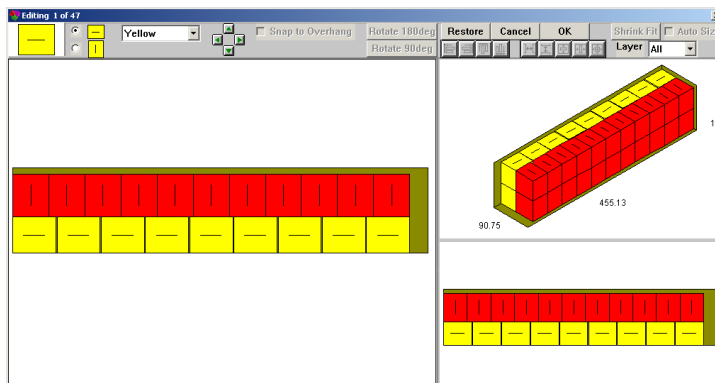 Editing 1 of 47
Yellow
Snap to Overhang
Rotate 180deg
Rotate 90deg
Restore
Cancel
OK
Shrink Fit
Auto Siz
Layer
All
1
455.13
90.75